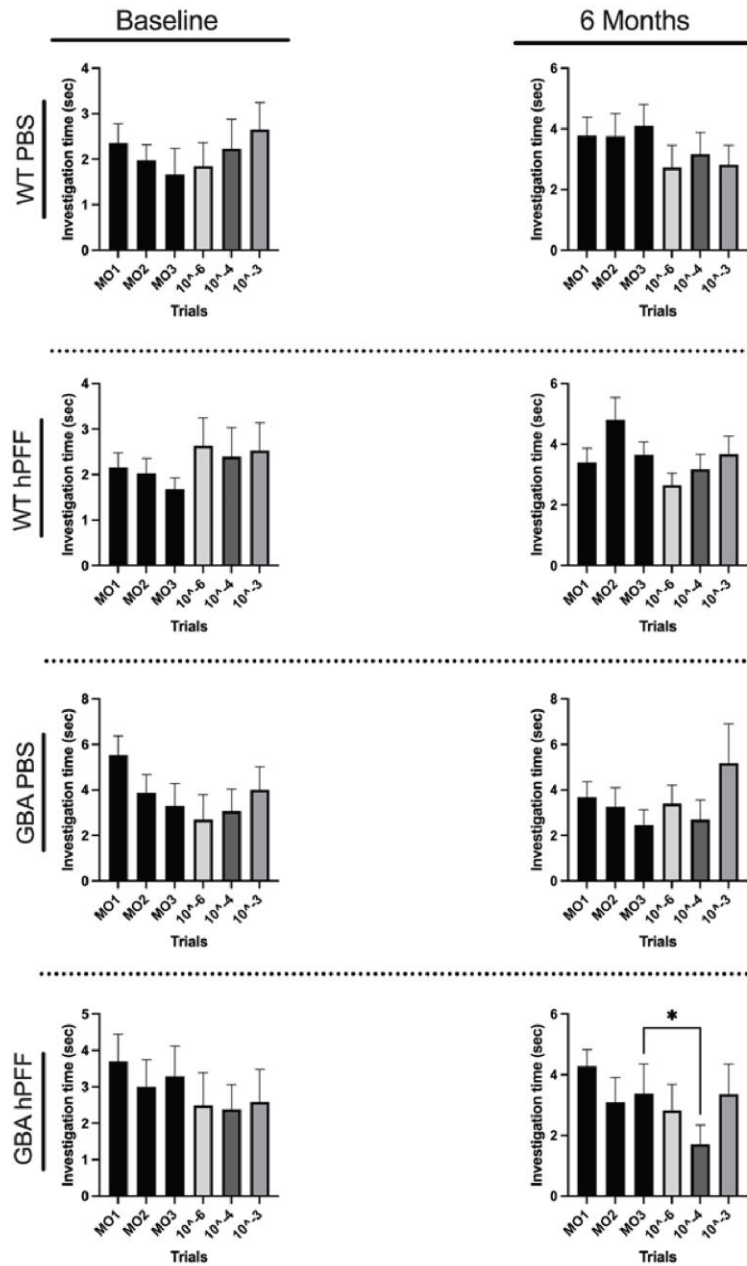 Baseline
6 Months
WT PBS
Investigation time (sec)
4
3
2
1
0
MO1 MO2 MO3 10^-6 10^-4 10^-3
Trials
Investigation time (sec)
6
4
2
0
MO1 MO2 MO3 10^-6 10^-4 10^-3
Trials
WT hPFF
Investigation time (sec)
4
3
2
1
0
MO1 MO2 MO3 10^-6 10^-4 10^-3
Trials
Investigation time (sec)
6
4
2
0
MO1 MO2 MO3 10^-6 10^-4 10^-3
Trials
GBA PBS
Investigation time (sec)
8
6
4
2
0
MO1 MO2 MO3 10^-6 10^-4 10^-3
Trials
Investigation time (sec)
8
6
4
2
0
MO1 MO2 MO3 10^-6 10^-4 10^-3
Trials
GBA hPFF
Investigation time (sec)
5
4
3
2
1
0
MO1 MO2 MO3 10^-6 10^-4 10^-3
Trials
Investigation time (sec)
6
4
2
0
*
MO1 MO2 MO3 10^-6 10^-4 10^-3
Trials